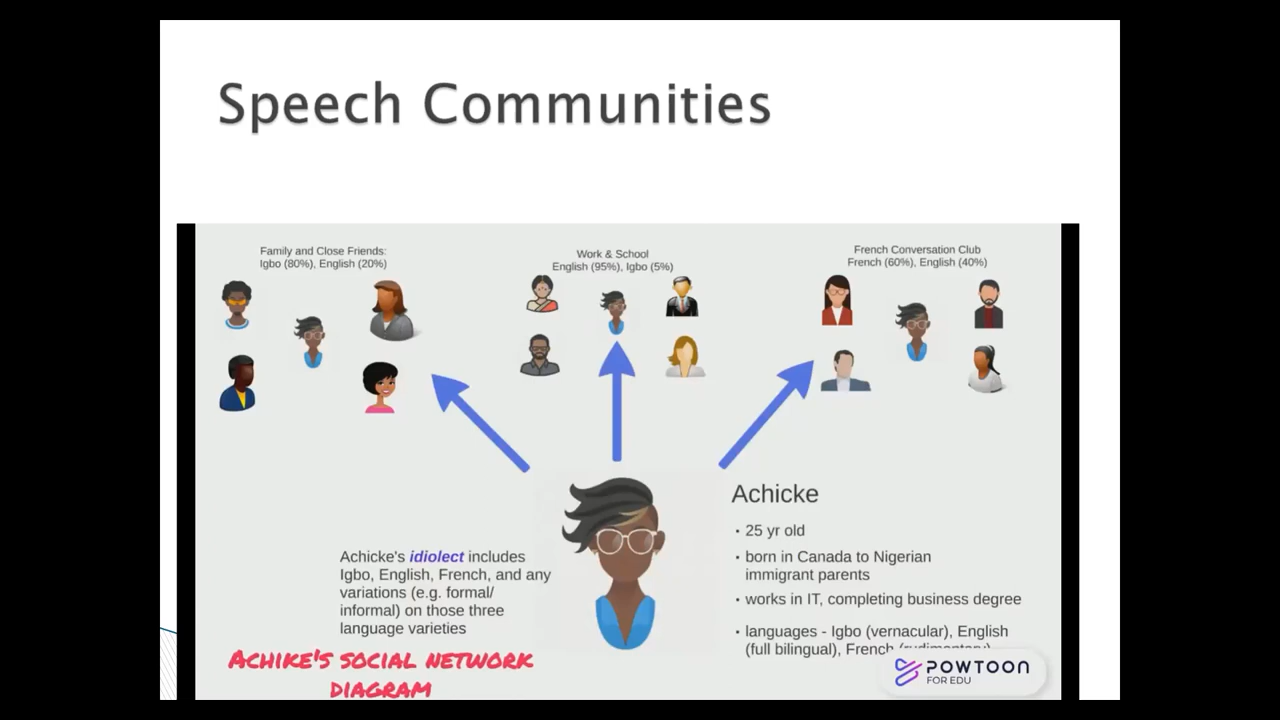 Speech Communities
Family and Close Friends:
Igbo (80%), English (20%)
Work & School
English (95%), Igbo (5%)
French Conversation Club
French (60%), English (40%)
Achicke
• 25 yr old
• born in Canada to Nigerian
immigrant parents
• works in IT, completing business degree
• languages - Igbo (vernacular), English
(full bilingual), French (rudimentary)
Achicke's idiolect includes
Igbo, English, French, and any
variations (e.g. formal/
informal) on those three
language varieties
ACHIKE'S SOCIAL NETWORK
DIAGRAM
POWTOON
FOR EDU